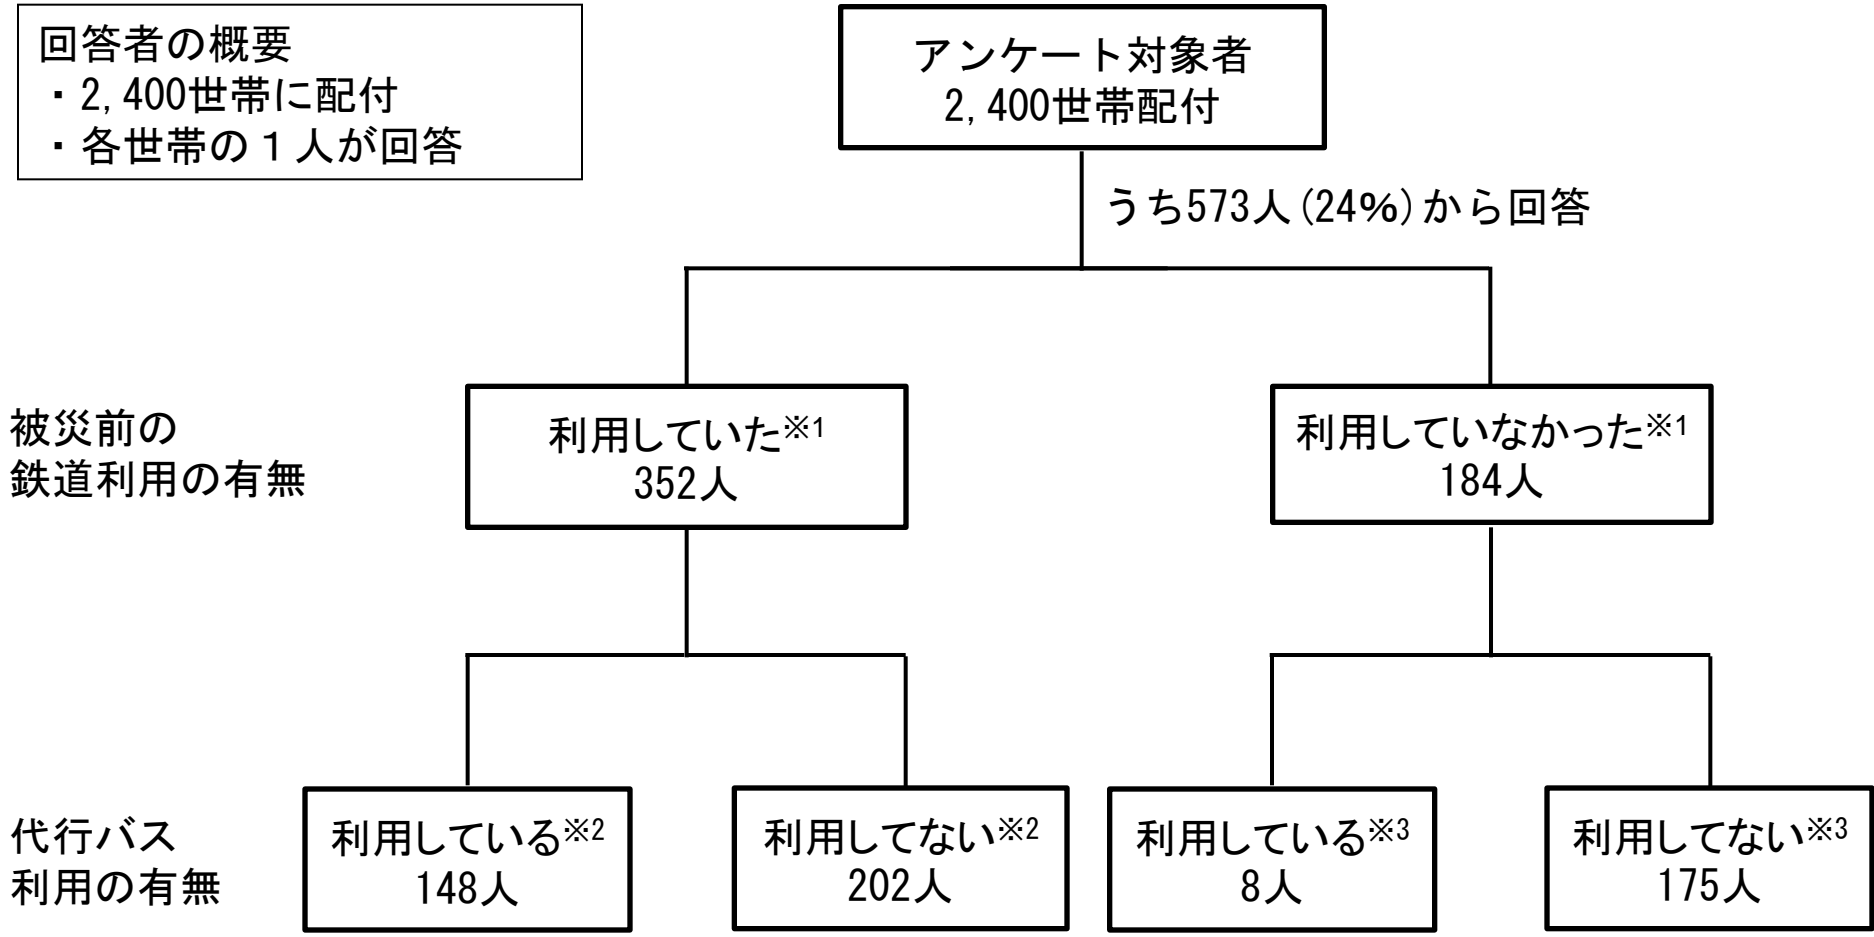 回答者の概要
・2,400世帯に配付
・各世帯の１人が回答
アンケート対象者
2,400世帯配付
うち573人(24%)から回答
被災前の
鉄道利用の有無
利用していた※1
352人
利用していなかった※1
184人
代行バス
利用の有無
利用している※2
148人
利用してない※2
202人
利用している※3
8人
利用してない※3
175人